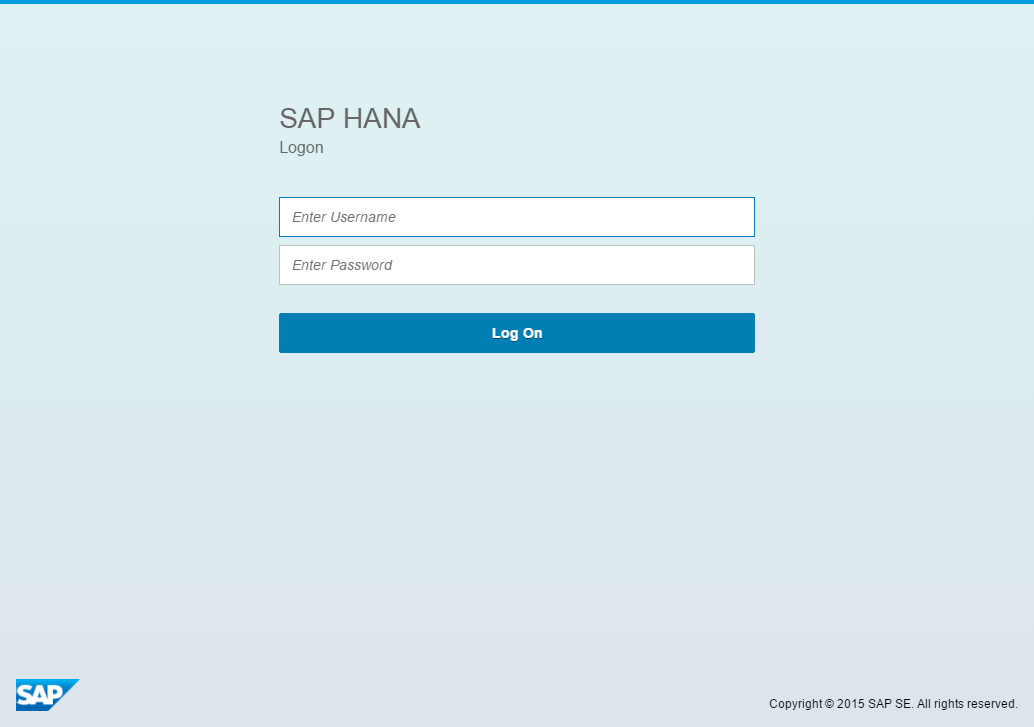 SAP HANA
Logon
Enter Username
Enter Password
Log On
SAP
Copyright © 2015 SAP SE. All rights reserved.